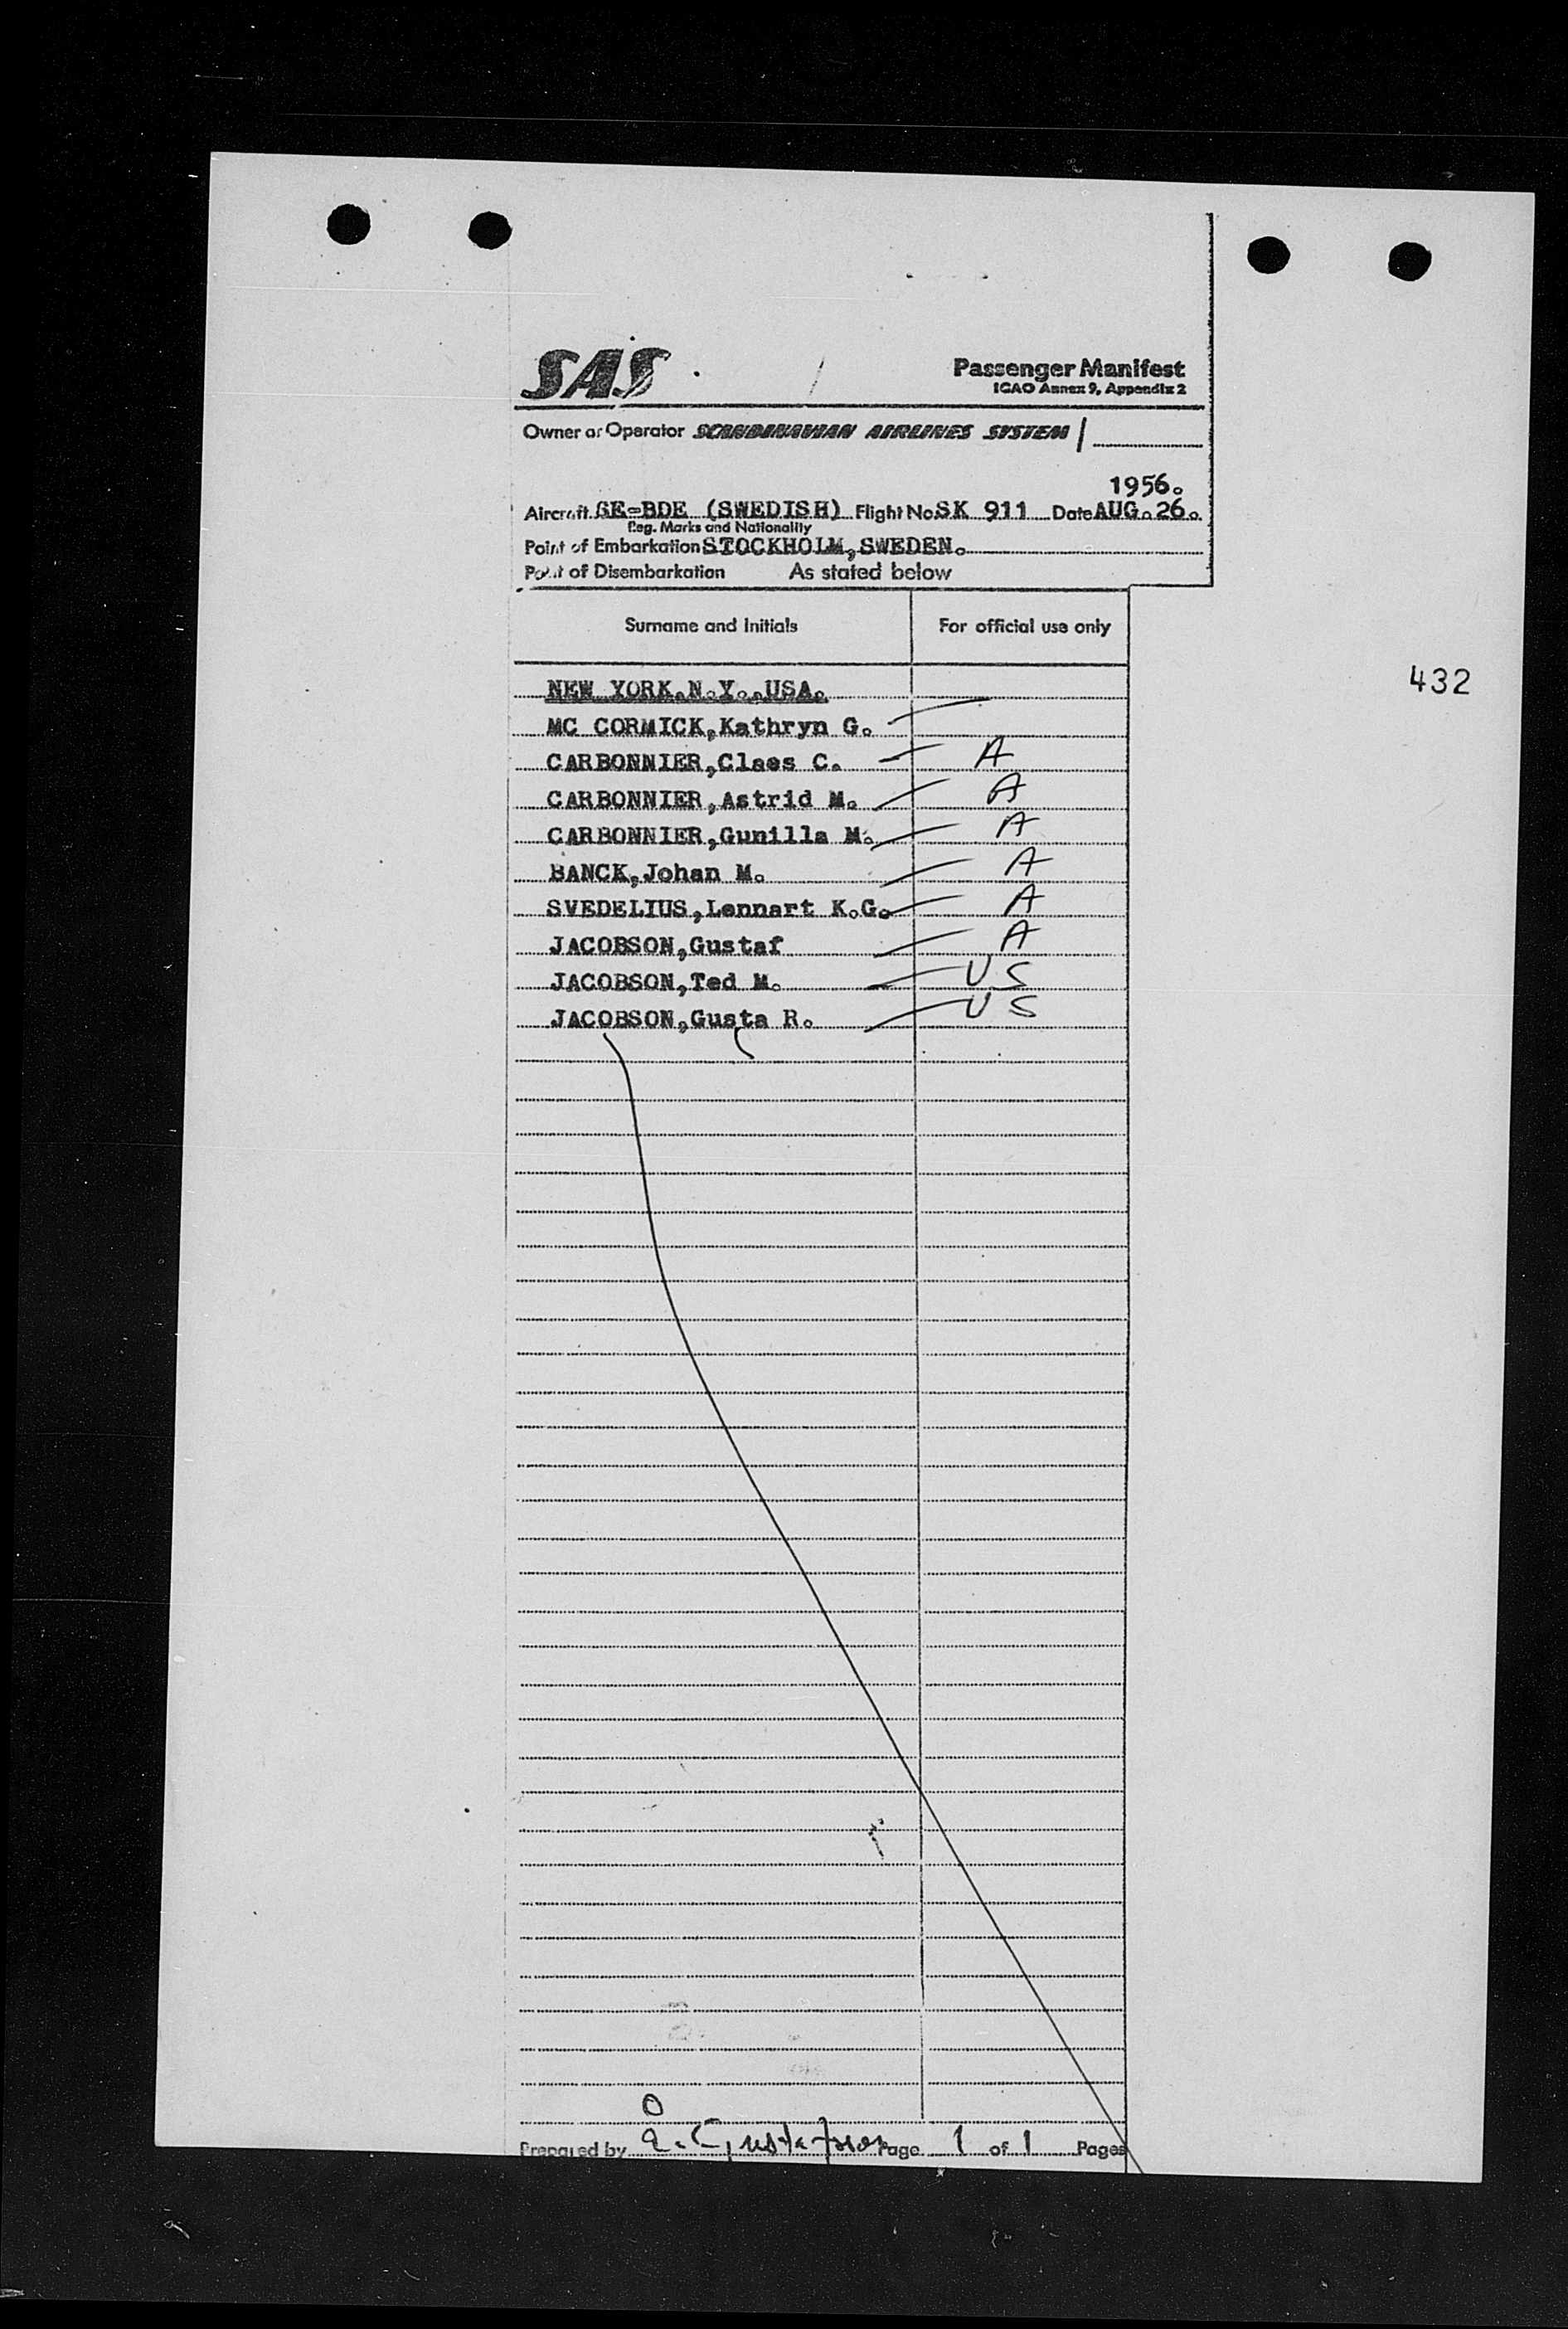 SAS
Passenger Manifest
ICAO Annex 9, Appendix 2
Owner or Operator SCANDINAVIAN AIRLINES SYSTEM
1956.
Aircraft SE-BDE (SWEDISH) Flight No SK 911 Date AUG. 26.
Reg. Marks and Nationality
Point of Embarkation STOCKHOLM, SWEDEN.
Point of Disembarkation As stated below
Surname and Initials For official use only
432
NEW YORK.N.Y.,USA.
MC CORMICK,Kathryn G.
CARBONNIER,Claes C. A
CARBONNIER,Astrid M. A
CARBONNIER,Gunilla M. A
BANCK,Johan M. A
SVEDELIUS,Lennart K.G. A
JACOBSON,Gustaf A
JACOBSON,Ted M. US
JACOBSON,Gusta R. US
Prepared by Å. Gustafson Page 1 of 1 Pages